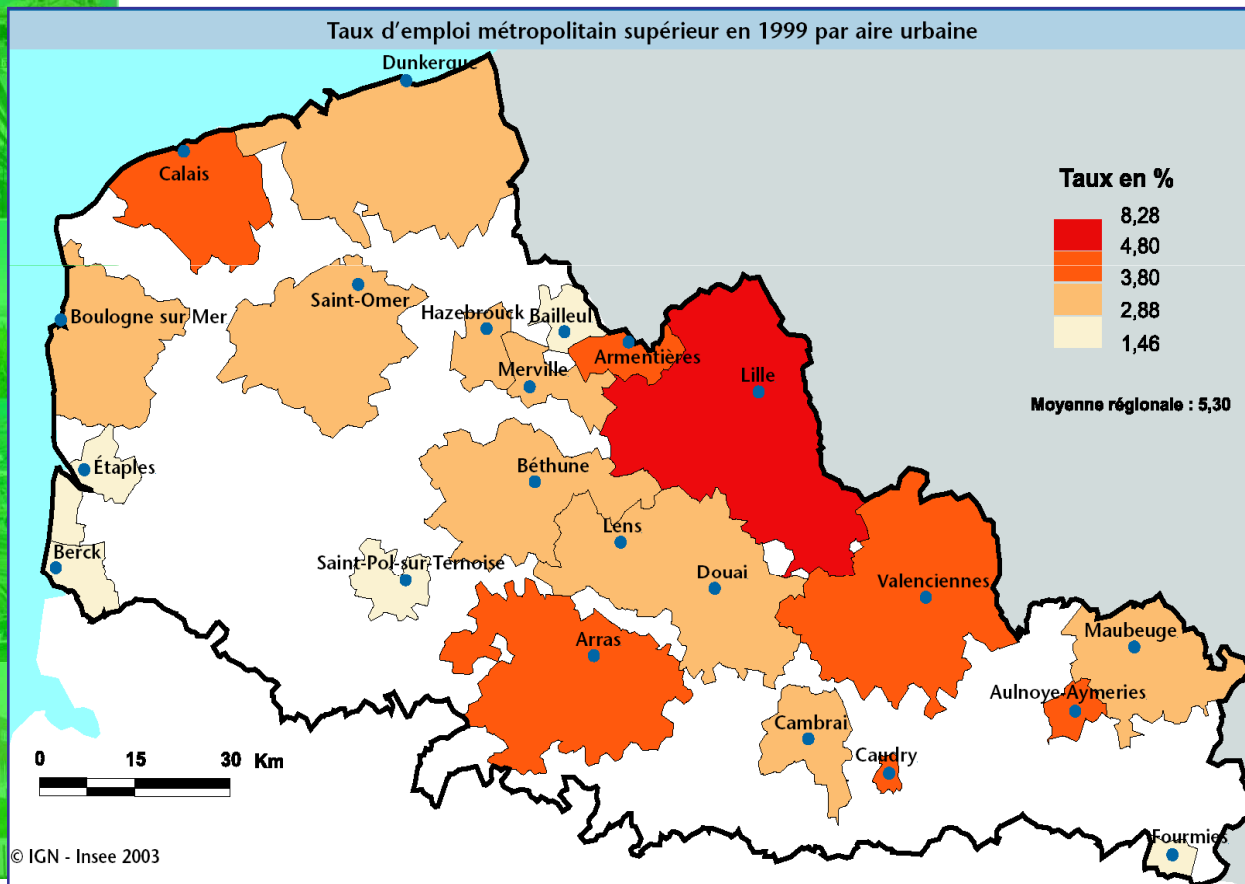 Taux d'emploi métropolitain supérieur en 1999 par aire urbaine
Dunkerque
Calais
Taux en %
8,28
4,80
3,80
2,88
1,46
Moyenne régionale : 5,30
Saint-Omer
Boulogne sur Mer
Hazebrouck
Bailleul
Armentières
Merville
Lille
Étaples
Béthune
Lens
Berck
Saint-Pol-sur-Ternoise
Douai
Valenciennes
Arras
Maubeuge
Aulnoye-Aymeries
Cambrai
Caudry
0 15 30 Km
Fourmies
© IGN - Insee 2003